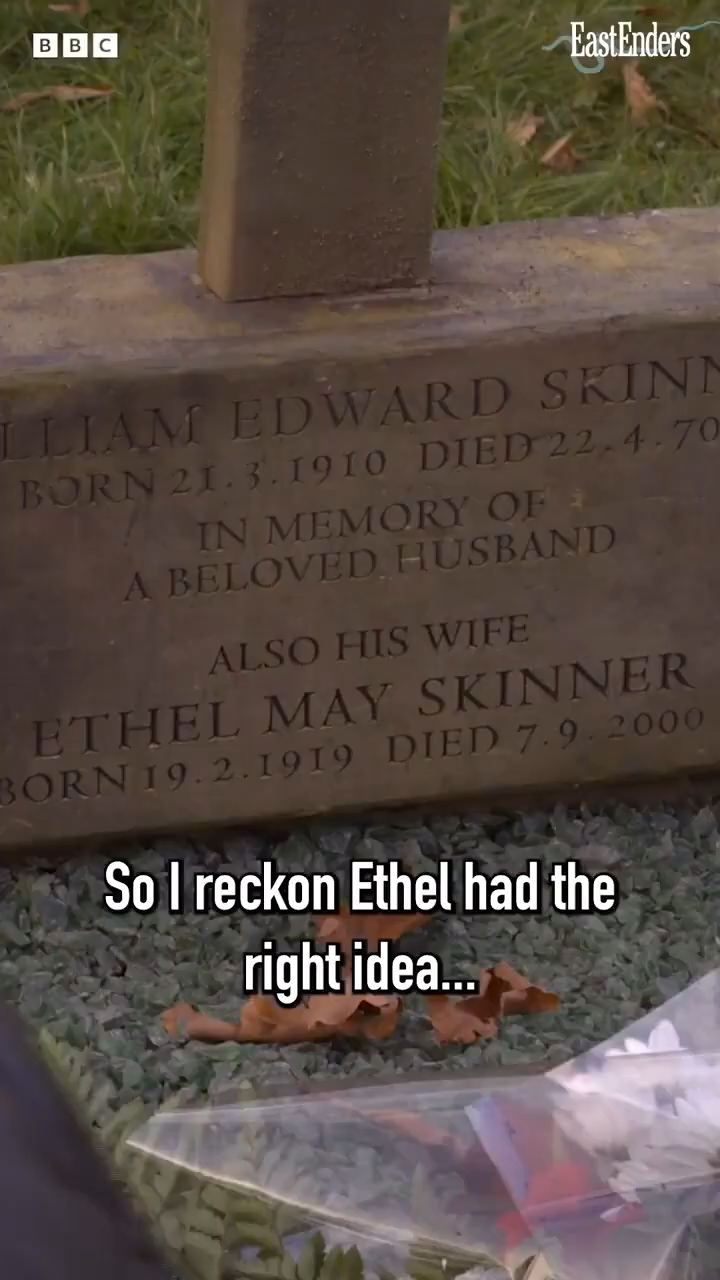 BBC
EastEnders
LLIAM EDWARD SKINN
BORN 21.3.1910 DIED 22.4.70
IN MEMORY OF
A BELOVED HUSBAND
ALSO HIS WIFE
ETHEL MAY SKINNER
BORN 19.2.1919 DIED 7.9.2000
So I reckon Ethel had the
right idea...